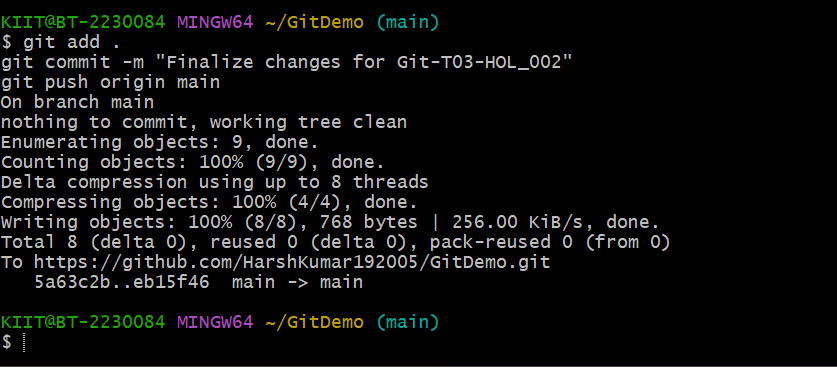 KIIT@BT-2230084 MINGW64 ~/GitDemo (main)
$ git add .
git commit -m "Finalize changes for Git-T03-HOL_002"
git push origin main
On branch main
nothing to commit, working tree clean
Enumerating objects: 9, done.
Counting objects: 100% (9/9), done.
Delta compression using up to 8 threads
Compressing objects: 100% (4/4), done.
Writing objects: 100% (8/8), 768 bytes | 256.00 KiB/s, done.
Total 8 (delta 0), reused 0 (delta 0), pack-reused 0 (from 0)
To https://github.com/HarshKumar192005/GitDemo.git
   5a63c2b..eb15f46  main -> main
KIIT@BT-2230084 MINGW64 ~/GitDemo (main)
$